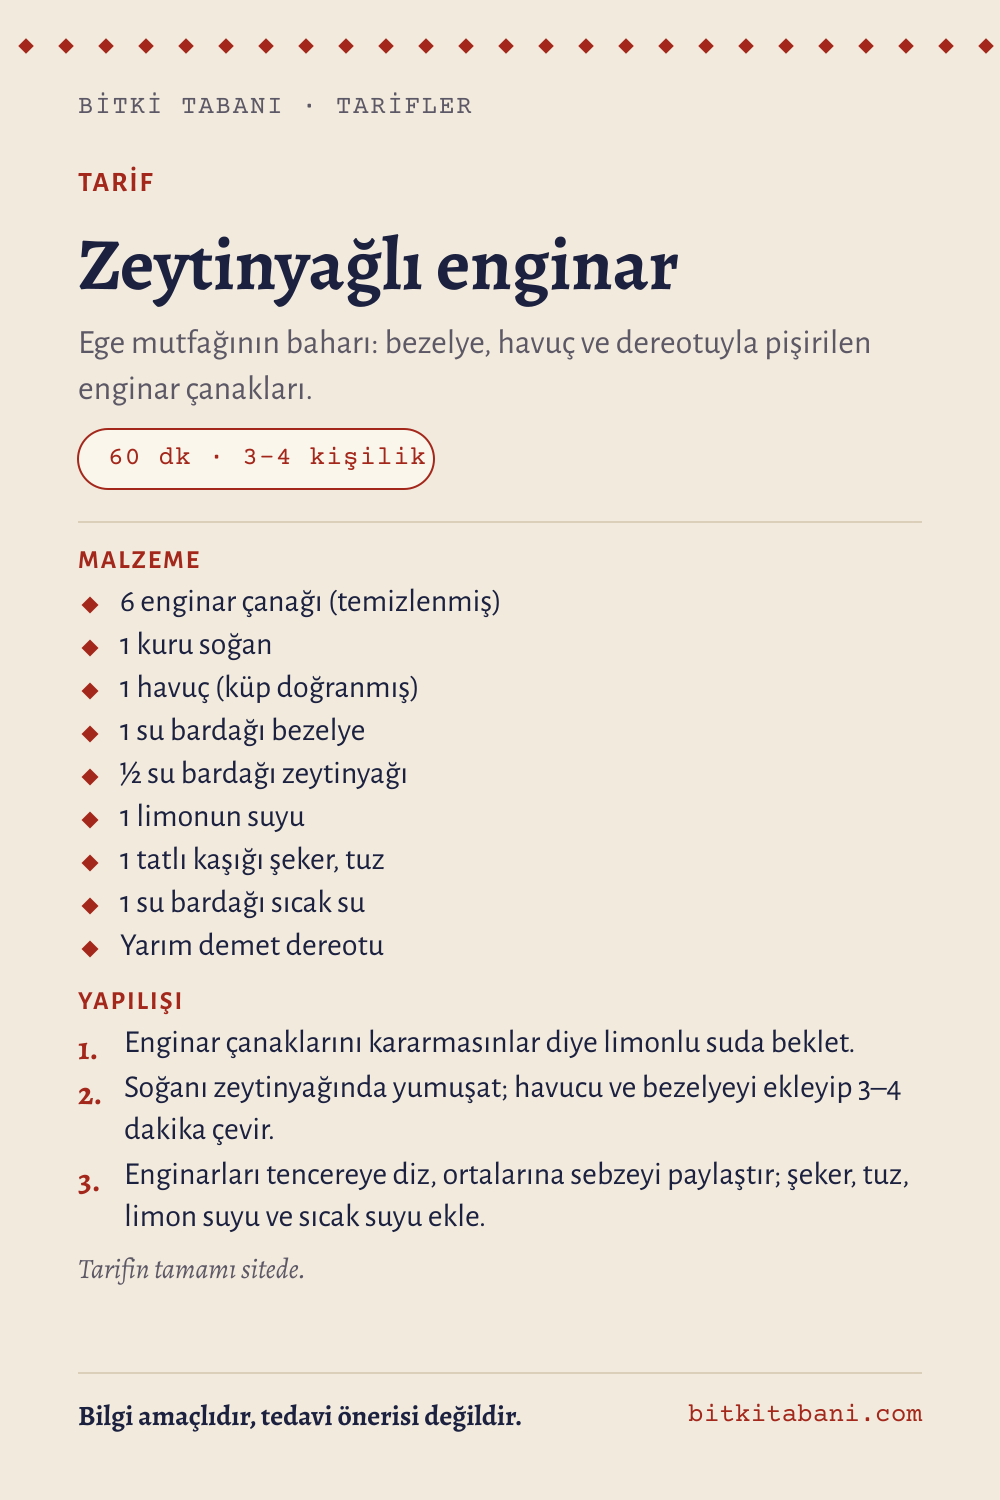 BİTKİ TABANI · TARİFLER
TARİF
Zeytinyağlı enginar
Ege mutfağının baharı: bezelye, havuç ve dereotuyla pişirilen
enginar çanakları.
60 dk · 3–4 kişilik
MALZEME
◆ 6 enginar çanağı (temizlenmiş)
◆ 1 kuru soğan
◆ 1 havuç (küp doğranmış)
◆ 1 su bardağı bezelye
◆ ½ su bardağı zeytinyağı
◆ 1 limonun suyu
◆ 1 tatlı kaşığı şeker, tuz
◆ 1 su bardağı sıcak su
◆ Yarım demet dereotu
YAPILIŞI
1. Enginar çanaklarını kararmasınlar diye limonlu suda beklet.
2. Soğanı zeytinyağında yumuşat; havucu ve bezelyeyi ekleyip 3–4
dakika çevir.
3. Enginarları tencereye diz, ortalarına sebzeyi paylaştır; şeker, tuz,
limon suyu ve sıcak suyu ekle.
Tarifin tamamı sitede.
Bilgi amaçlıdır, tedavi önerisi değildir.
bitkitabani.com